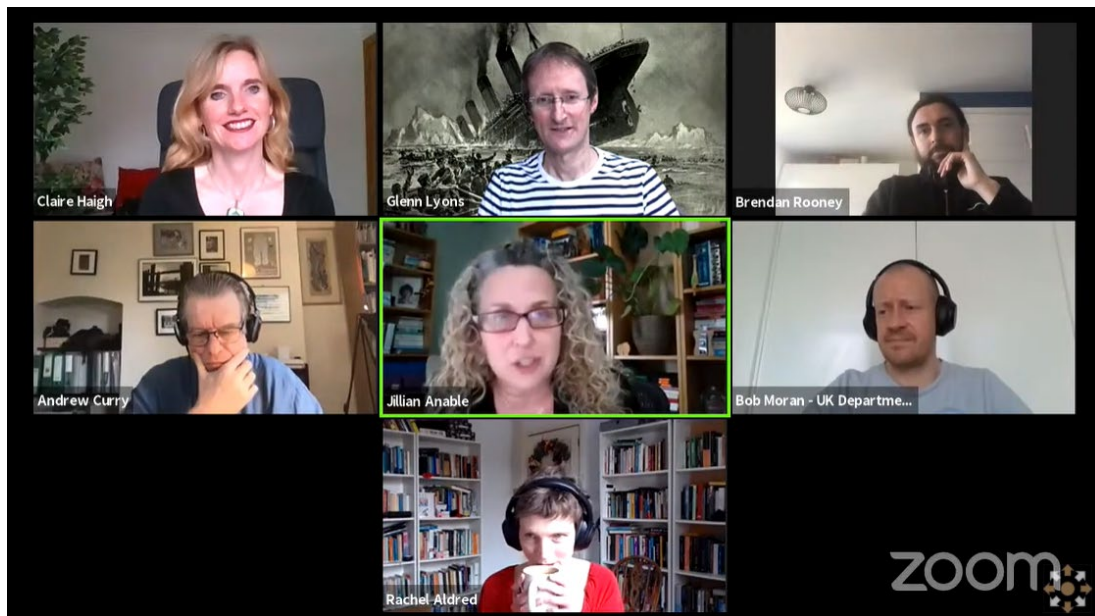 Claire Haigh
Glenn Lyons
Brendan Rooney
Andrew Curry
Jillian Anable
Bob Moran - UK Departme...
Rachel Aldred
zoom